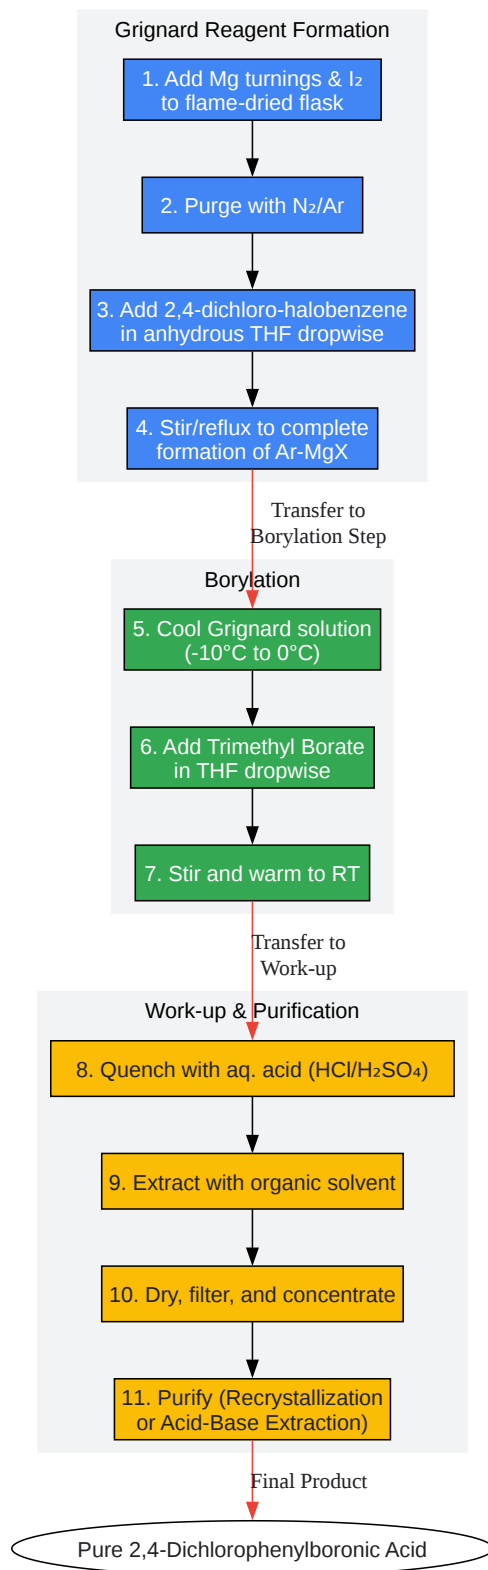 Grignard Reagent Formation
1. Add Mg turnings & I₂
to flame-dried flask
2. Purge with N₂/Ar
3. Add 2,4-dichloro-halobenzene
in anhydrous THF dropwise
4. Stir/reflux to complete
formation of Ar-MgX
Transfer to
Borylation Step
Borylation
5. Cool Grignard solution
(-10°C to 0°C)
6. Add Trimethyl Borate
in THF dropwise
7. Stir and warm to RT
Transfer to
Work-up
Work-up & Purification
8. Quench with aq. acid (HCl/H₂SO₄)
9. Extract with organic solvent
10. Dry, filter, and concentrate
11. Purify (Recrystallization
or Acid-Base Extraction)
Final Product
Pure 2,4-Dichlorophenylboronic Acid